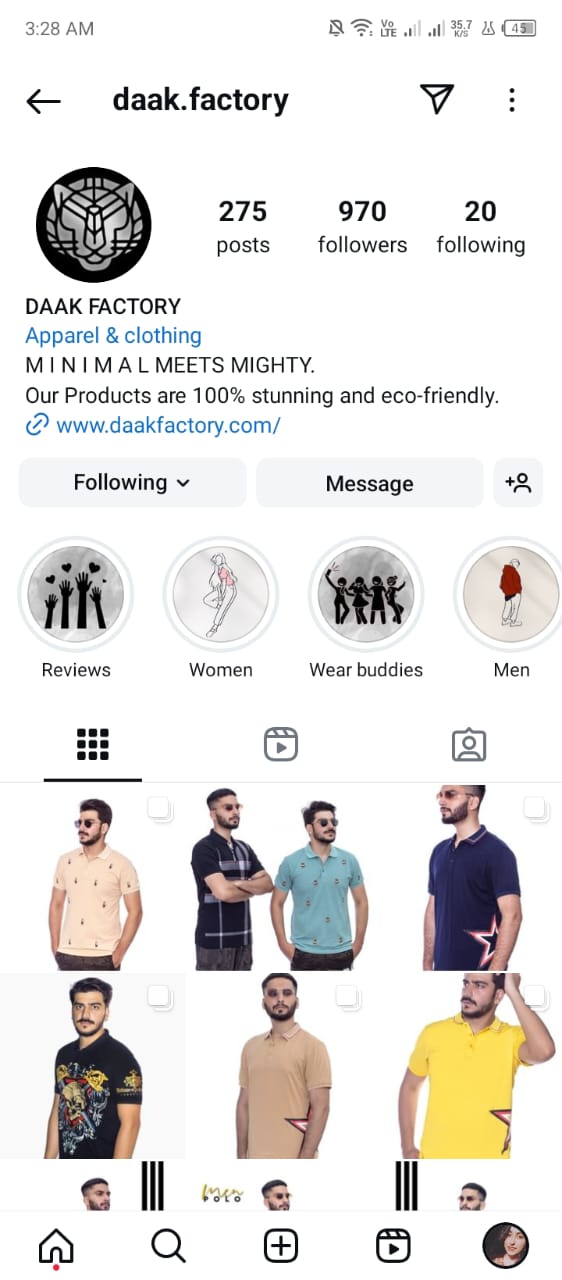 3:28 AM
Vo
LTE
35.7
K/S
45
daak.factory
275
970
20
posts
followers
following
DAAK FACTORY
Apparel & clothing
M I N I M A L MEETS MIGHTY.
Our Products are 100% stunning and eco-friendly.
www.daakfactory.com/
Following
Message
Reviews
Women
Wear buddies
Men
Men
POLO